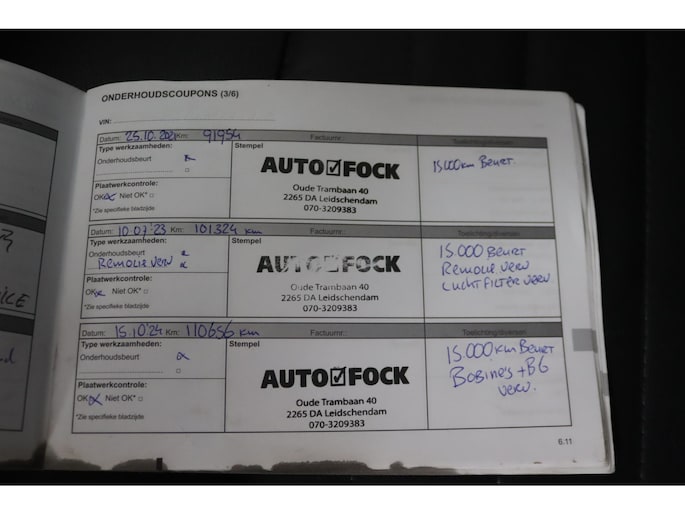 ONDERHOUDSCOUPONS (3/6)
VIN:
Datum: 25.10.2021 Km: 91954 Factuurnr.: Toelichting/diversen
Type werkzaamheden: Stempel
Onderhoudsbeurt
AUTO FOCK
15.000km Beurt.
Plaatwerkcontrole:
OK Niet OK*
*Zie specifieke bladzijde
Oude Trambaan 40
2265 DA Leidschendam
070-3209383
Datum: 10.07.'23 Km: 101324 km Factuurnr.: Toelichting/diversen
Type werkzaamheden: Stempel
Onderhoudsbeurt
Remolie verv
AUTO FOCK
15.000 Beurt
Remolie verv
Luchtfilter verv.
Plaatwerkcontrole:
OK Niet OK*
*Zie specifieke bladzijde
Oude Trambaan 40
2265 DA Leidschendam
070-3209383
Datum: 15.10'24 Km: 110656 km Factuurnr.: Toelichting/diversen
Type werkzaamheden: Stempel
Onderhoudsbeurt
AUTO FOCK
15.000km Beurt
Bobine's + BG
verv.
Plaatwerkcontrole:
OK Niet OK*
*Zie specifieke bladzijde
Oude Trambaan 40
2265 DA Leidschendam
070-3209383
6.11